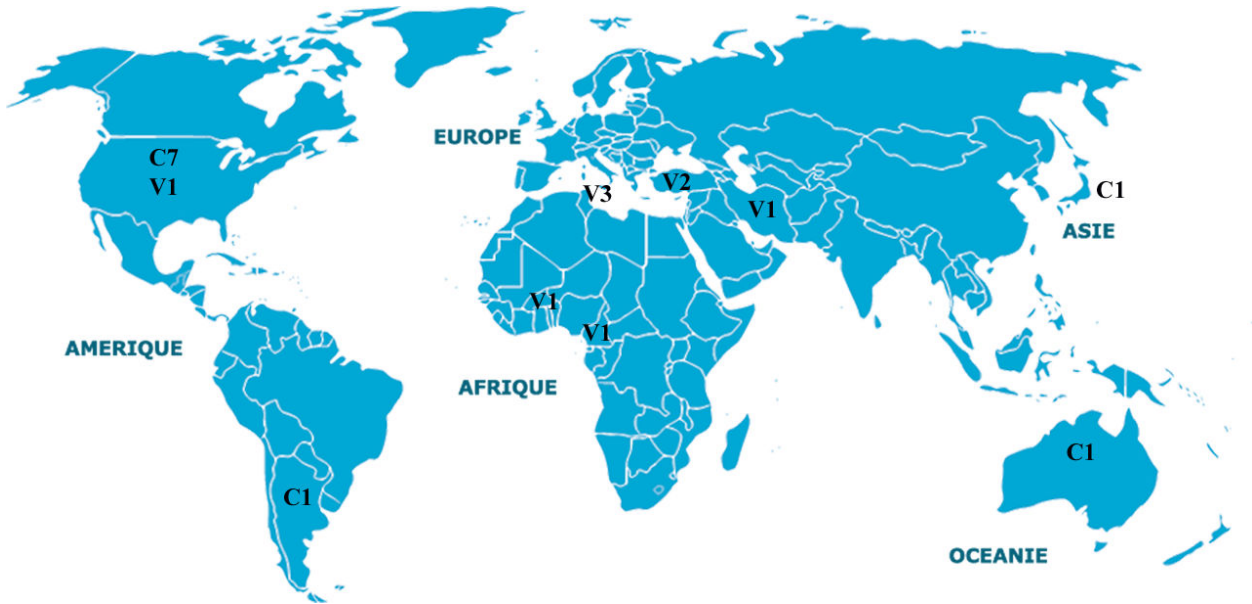 EUROPE
C7
V1
V3
V2
V1
C1
ASIE
V1
V1
AMERIQUE
AFRIQUE
C1
C1
OCEANIE